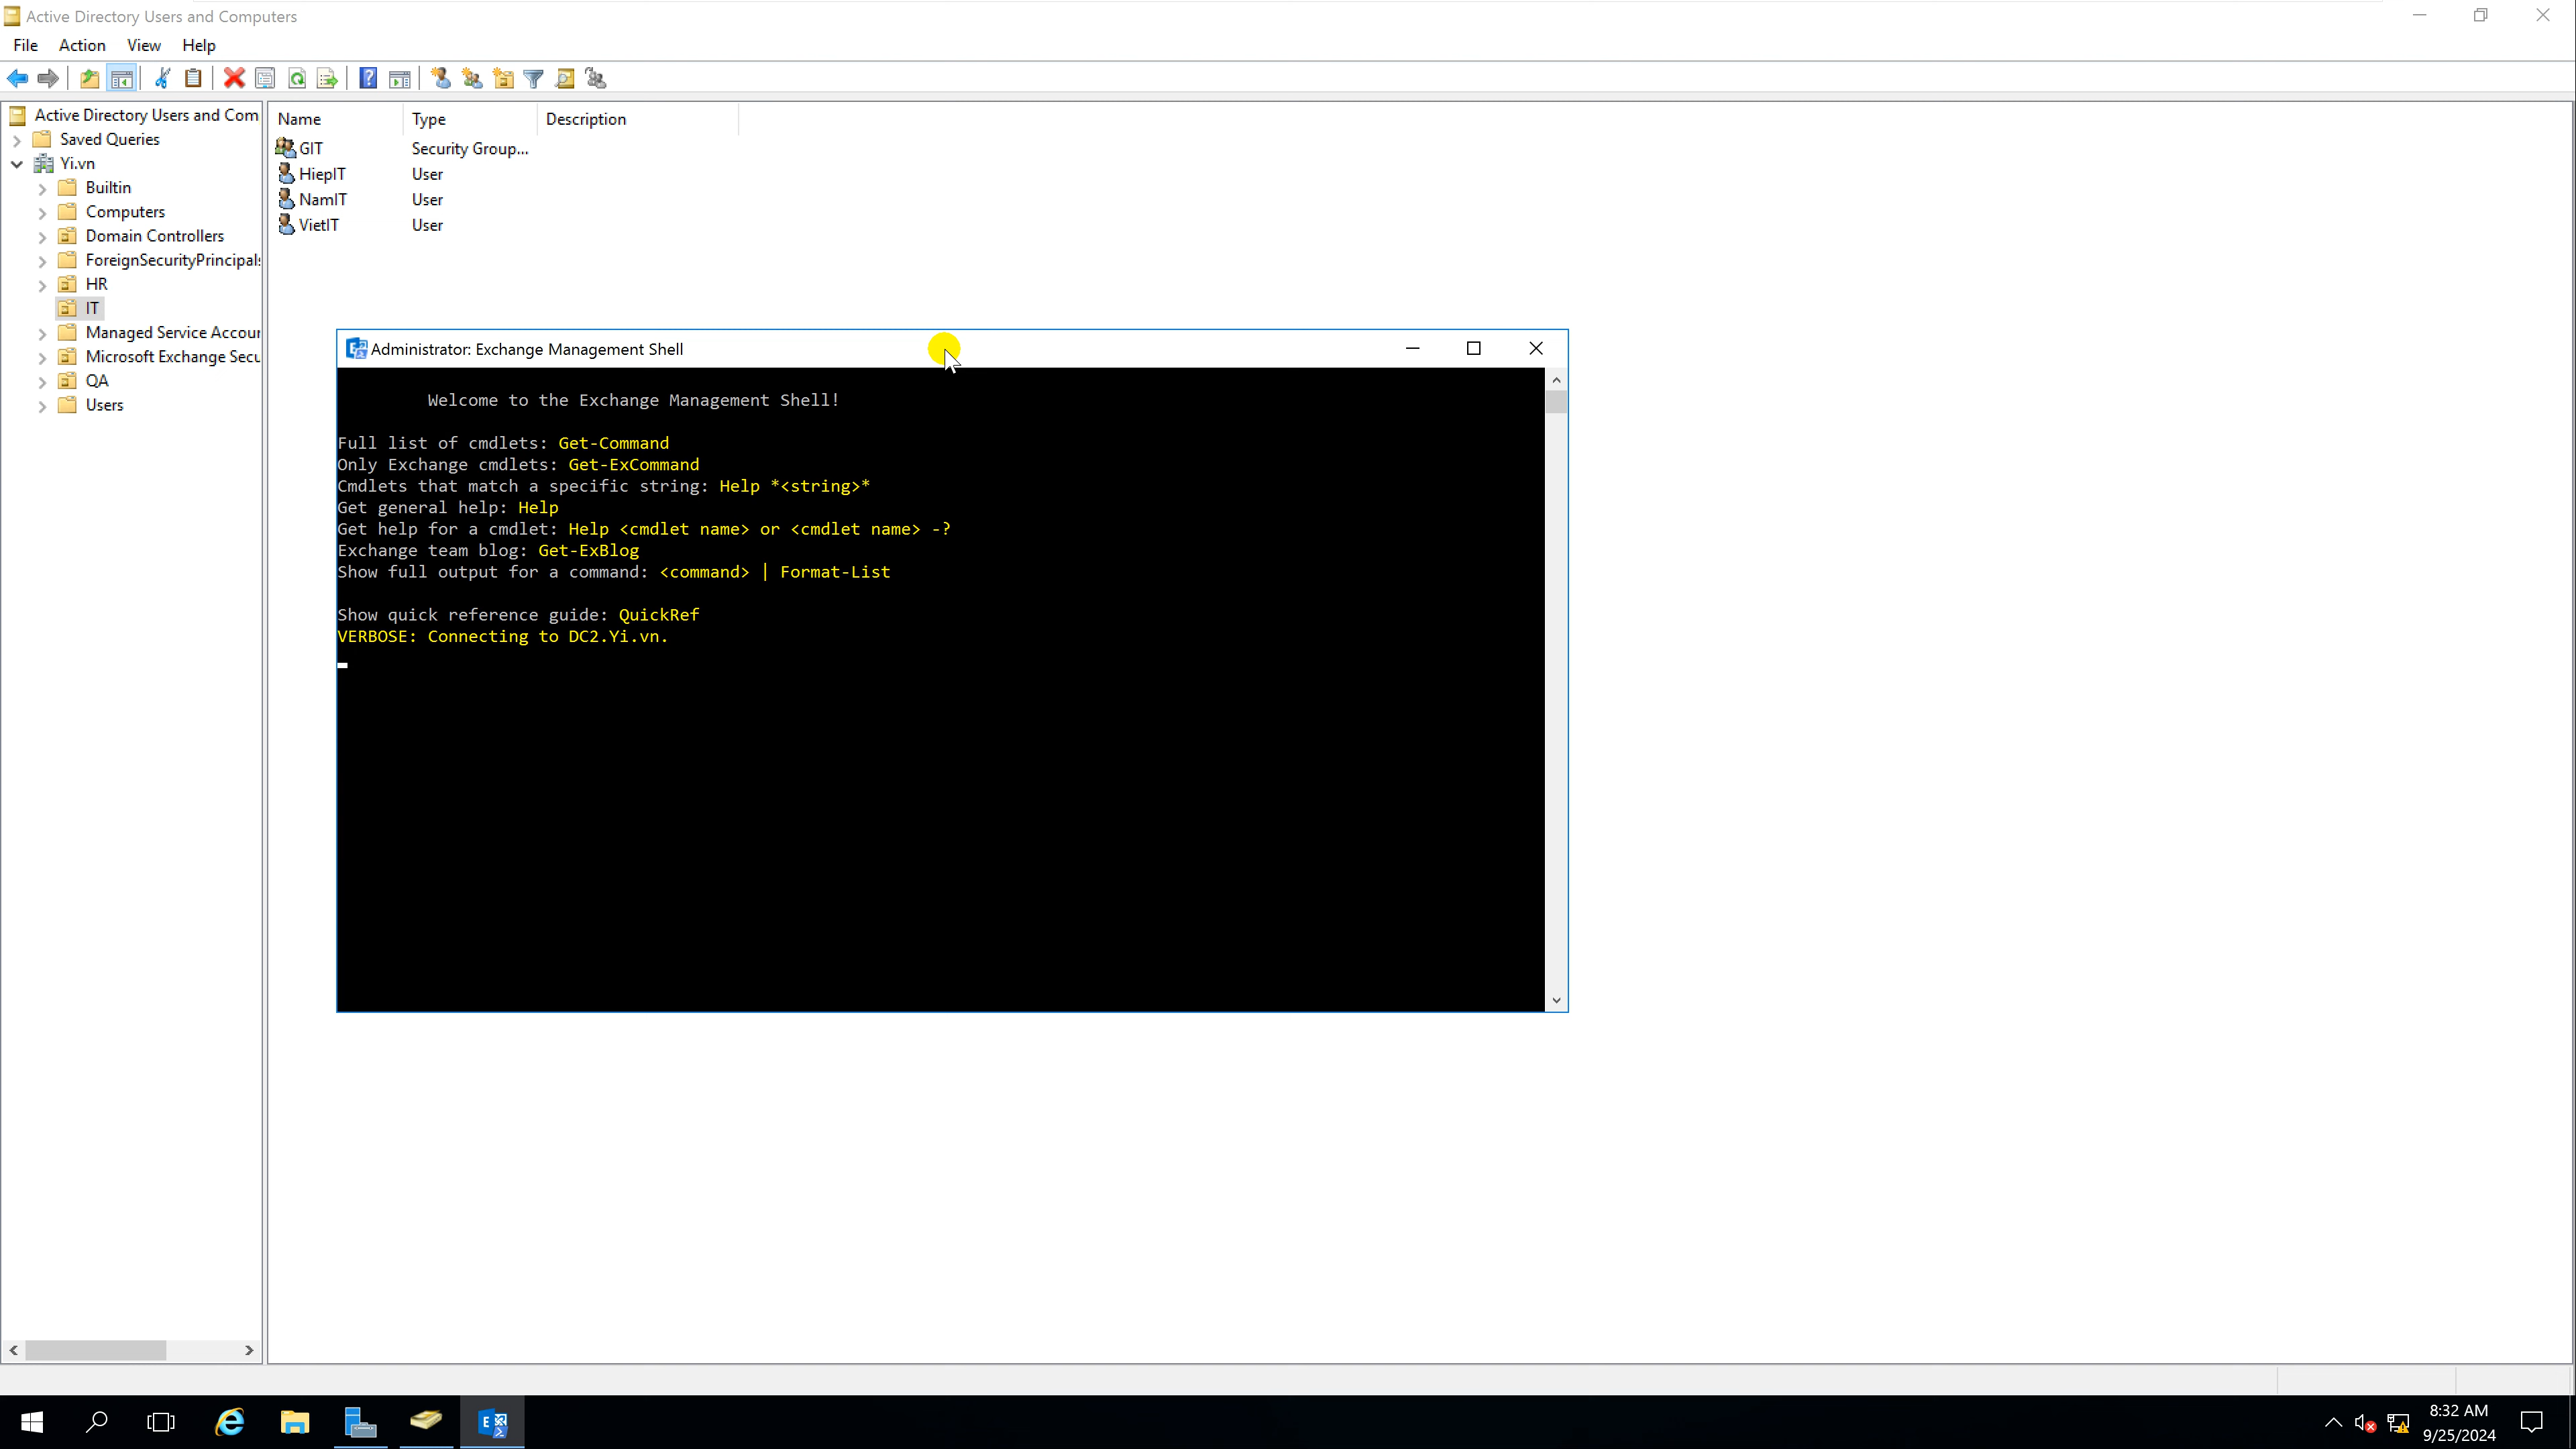 Active Directory Users and Computers
File Action View Help
Active Directory Users and Com
Saved Queries
Yi.vn
Builtin
Computers
Domain Controllers
ForeignSecurityPrincipals
HR
IT
Managed Service Accour
Microsoft Exchange Secu
QA
Users
Name Type Description
GIT Security Group...
HiepIT User
NamIT User
VietIT User
Administrator: Exchange Management Shell
Welcome to the Exchange Management Shell!
Full list of cmdlets: Get-Command
Only Exchange cmdlets: Get-ExCommand
Cmdlets that match a specific string: Help *<string>*
Get general help: Help
Get help for a cmdlet: Help <cmdlet name> or <cmdlet name> -?
Exchange team blog: Get-ExBlog
Show full output for a command: <command> | Format-List
Show quick reference guide: QuickRef
VERBOSE: Connecting to DC2.Yi.vn.
8:32 AM
9/25/2024